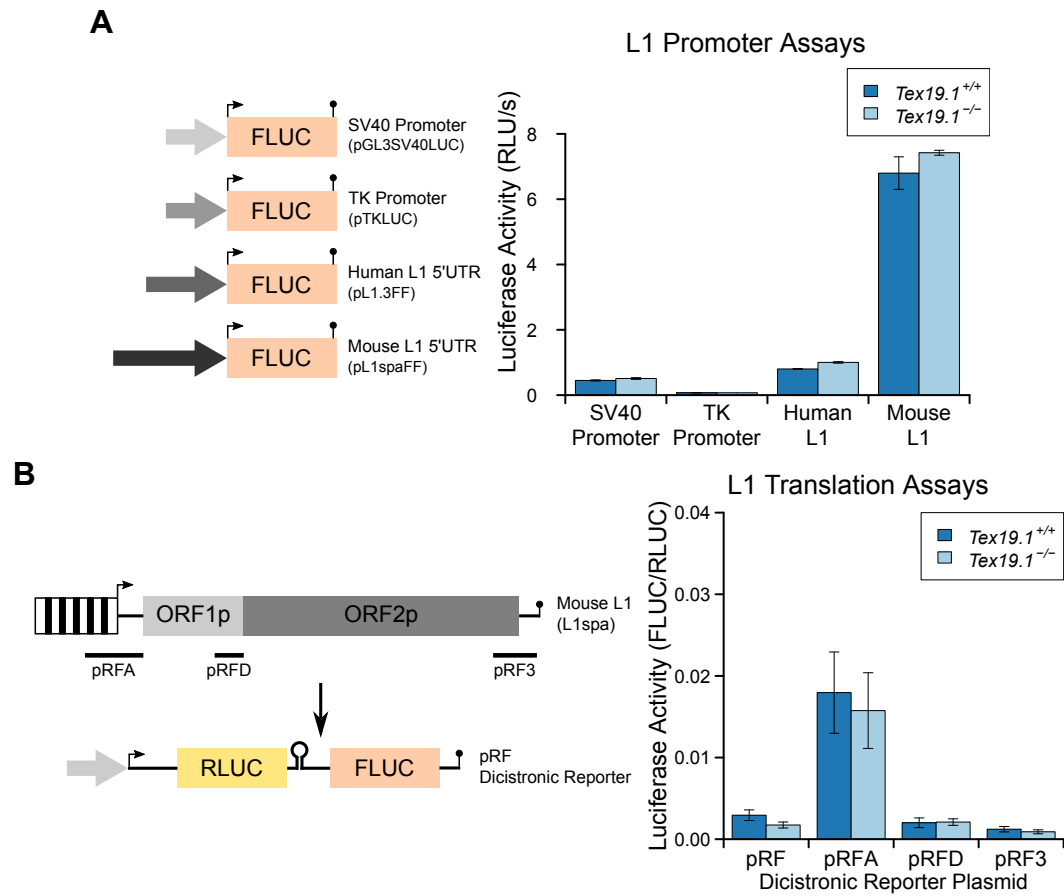 A
L1 Promoter Assays
FLUC
SV40 Promoter
(pGL3SV40LUC)
FLUC
TK Promoter
(pTKLUC)
FLUC
Human L1 5'UTR
(pL1.3FF)
FLUC
Mouse L1 5'UTR
(pL1spaFF)
Luciferase Activity (RLU/s)
8
6
4
2
0
Tex19.1+/+
Tex19.1−/−
SV40
Promoter
TK
Promoter
Human
L1
Mouse
L1
B
L1 Translation Assays
ORF1p
ORF2p
Mouse L1
(L1spa)
pRFA
pRFD
pRF3
RLUC
FLUC
pRF
Dicistronic Reporter
Luciferase Activity (FLUC/RLUC)
0.04
0.03
0.02
0.01
0.00
Tex19.1+/+
Tex19.1−/−
pRF
pRFA
pRFD
pRF3
Dicistronic Reporter Plasmid